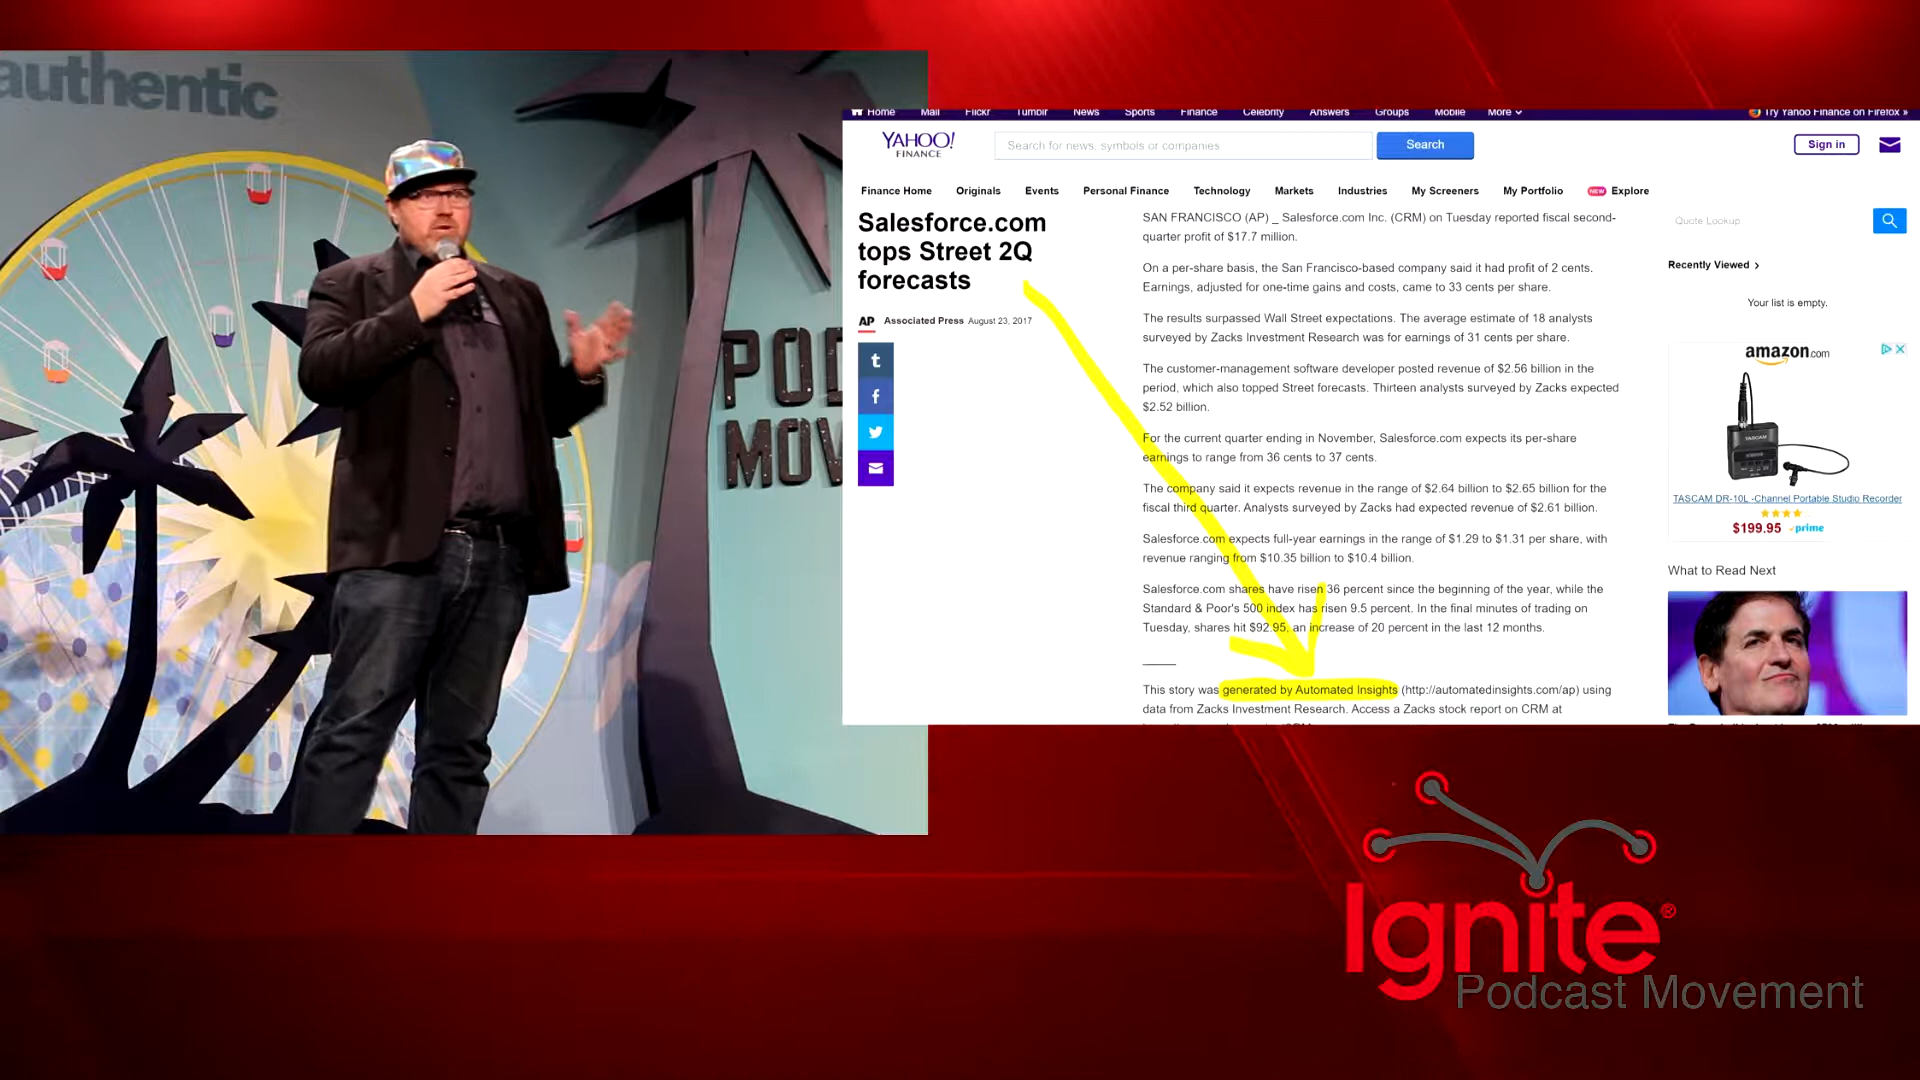 authentic
POD
MOV
Home Mail Flickr Tumblr News Sports Finance Celebrity Answers Groups Mobile More Try Yahoo Finance on Firefox »
YAHOO!
FINANCE
Search for news, symbols or companies
Search
Sign in
Finance Home Originals Events Personal Finance Technology Markets Industries My Screeners My Portfolio NEW Explore
Salesforce.com
tops Street 2Q
forecasts
AP Associated Press August 23, 2017
SAN FRANCISCO (AP) _ Salesforce.com Inc. (CRM) on Tuesday reported fiscal second-
quarter profit of $17.7 million.
On a per-share basis, the San Francisco-based company said it had profit of 2 cents.
Earnings, adjusted for one-time gains and costs, came to 33 cents per share.
The results surpassed Wall Street expectations. The average estimate of 18 analysts
surveyed by Zacks Investment Research was for earnings of 31 cents per share.
The customer-management software developer posted revenue of $2.56 billion in the
period, which also topped Street forecasts. Thirteen analysts surveyed by Zacks expected
$2.52 billion.
For the current quarter ending in November, Salesforce.com expects its per-share
earnings to range from 36 cents to 37 cents.
The company said it expects revenue in the range of $2.64 billion to $2.65 billion for the
fiscal third quarter. Analysts surveyed by Zacks had expected revenue of $2.61 billion.
Salesforce.com expects full-year earnings in the range of $1.29 to $1.31 per share, with
revenue ranging from $10.35 billion to $10.4 billion.
Salesforce.com shares have risen 36 percent since the beginning of the year, while the
Standard & Poor's 500 index has risen 9.5 percent. In the final minutes of trading on
Tuesday, shares hit $92.95, an increase of 20 percent in the last 12 months.
This story was generated by Automated Insights (http://automatedinsights.com/ap) using
data from Zacks Investment Research. Access a Zacks stock report on CRM at
Quote Lookup
Recently Viewed >
Your list is empty.
amazon.com
TASCAM
TASCAM DR-10L -Channel Portable Studio Recorder
$199.95 prime
What to Read Next
Ignite®
Podcast Movement